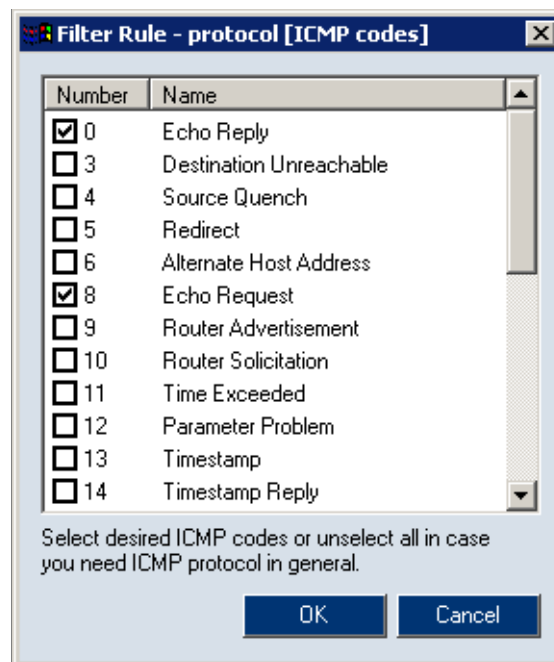 Filter Rule - protocol [ICMP codes]
Number Name
0 Echo Reply
3 Destination Unreachable
4 Source Quench
5 Redirect
6 Alternate Host Address
8 Echo Request
9 Router Advertisement
10 Router Solicitation
11 Time Exceeded
12 Parameter Problem
13 Timestamp
14 Timestamp Reply
Select desired ICMP codes or unselect all in case
you need ICMP protocol in general.
OK Cancel